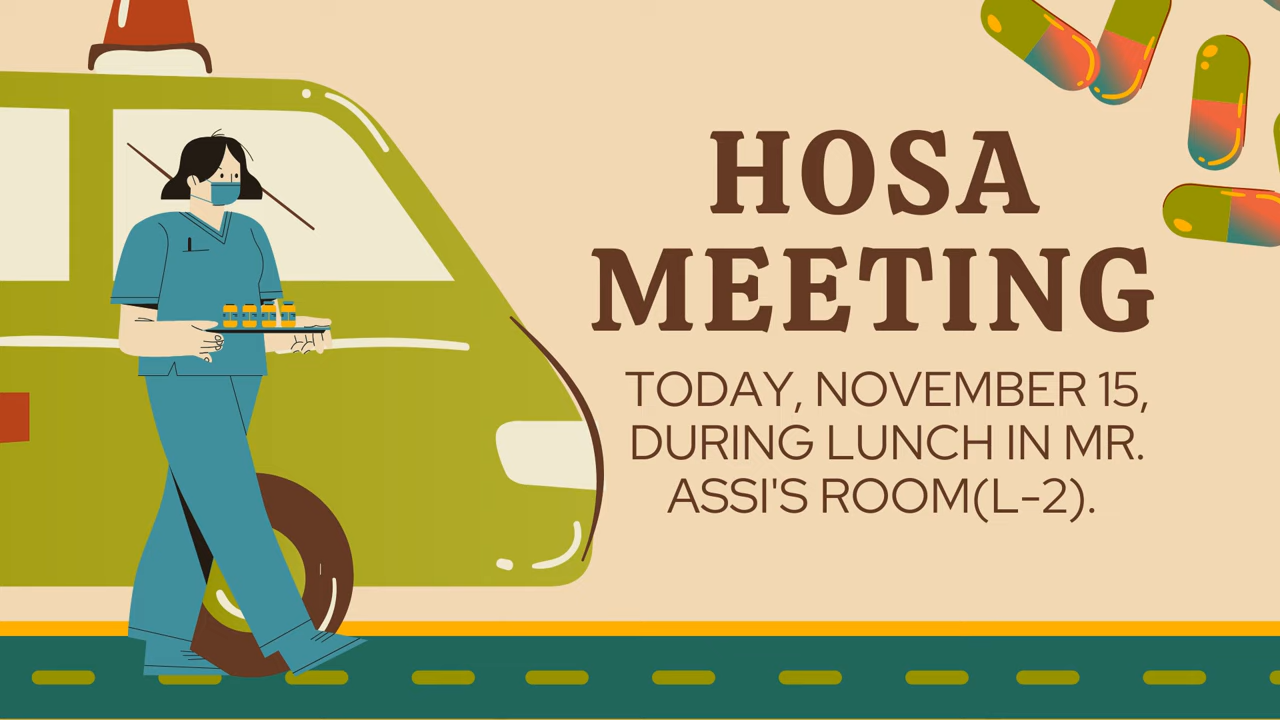 HOSA
MEETING
TODAY, NOVEMBER 15,
DURING LUNCH IN MR.
ASSI'S ROOM(L-2).